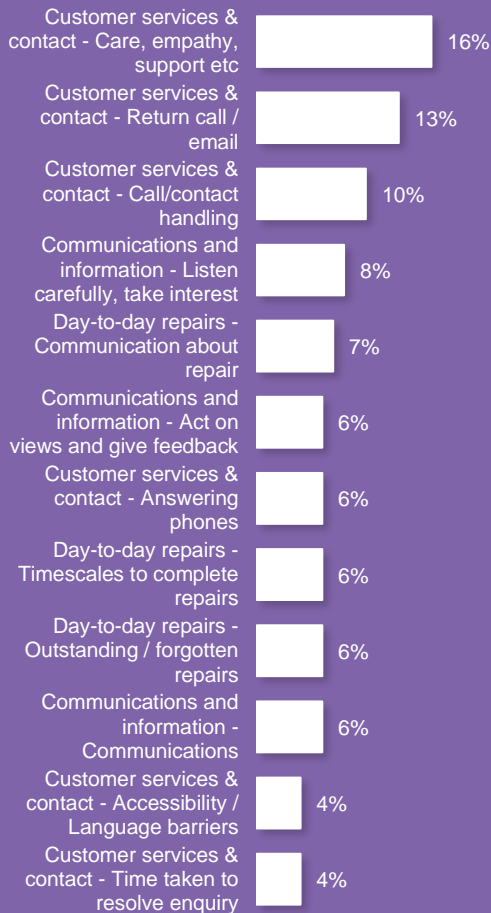 Customer services &
contact - Care, empathy,
support etc
16%
Customer services &
contact - Return call /
email
13%
Customer services &
contact - Call/contact
handling
10%
Communications and
information - Listen
carefully, take interest
8%
Day-to-day repairs -
Communication about
repair
7%
Communications and
information - Act on
views and give feedback
6%
Customer services &
contact - Answering
phones
6%
Day-to-day repairs -
Timescales to complete
repairs
6%
Day-to-day repairs -
Outstanding / forgotten
repairs
6%
Communications and
information -
Communications
6%
Customer services &
contact - Accessibility /
Language barriers
4%
Customer services &
contact - Time taken to
resolve enquiry
4%